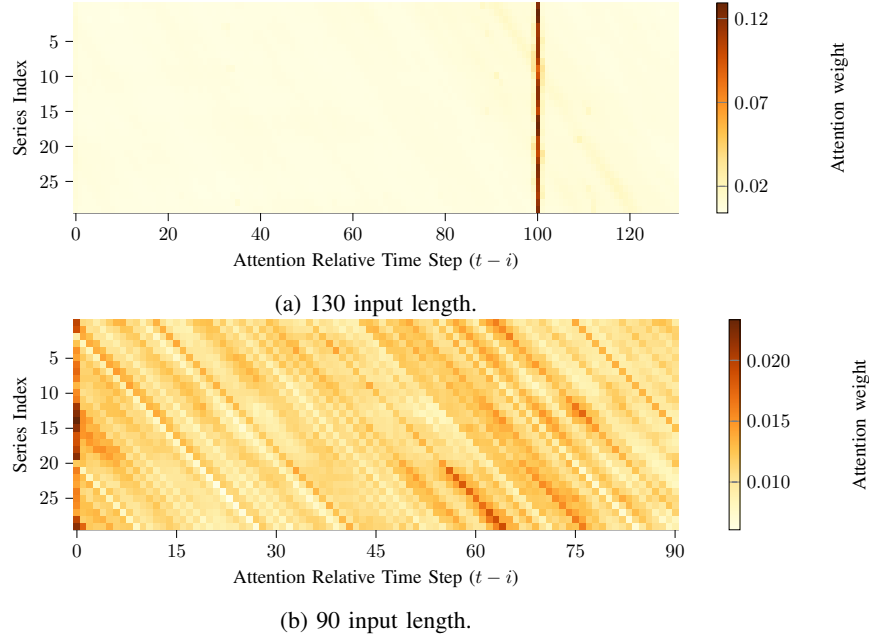 5
10
15
20
25
Series Index
0 20 40 60 80 100 120
Attention Relative Time Step (t − i)
0.12
0.07
0.02
Attention weight
(a) 130 input length.
5
10
15
20
25
Series Index
0 15 30 45 60 75 90
Attention Relative Time Step (t − i)
0.020
0.015
0.010
Attention weight
(b) 90 input length.